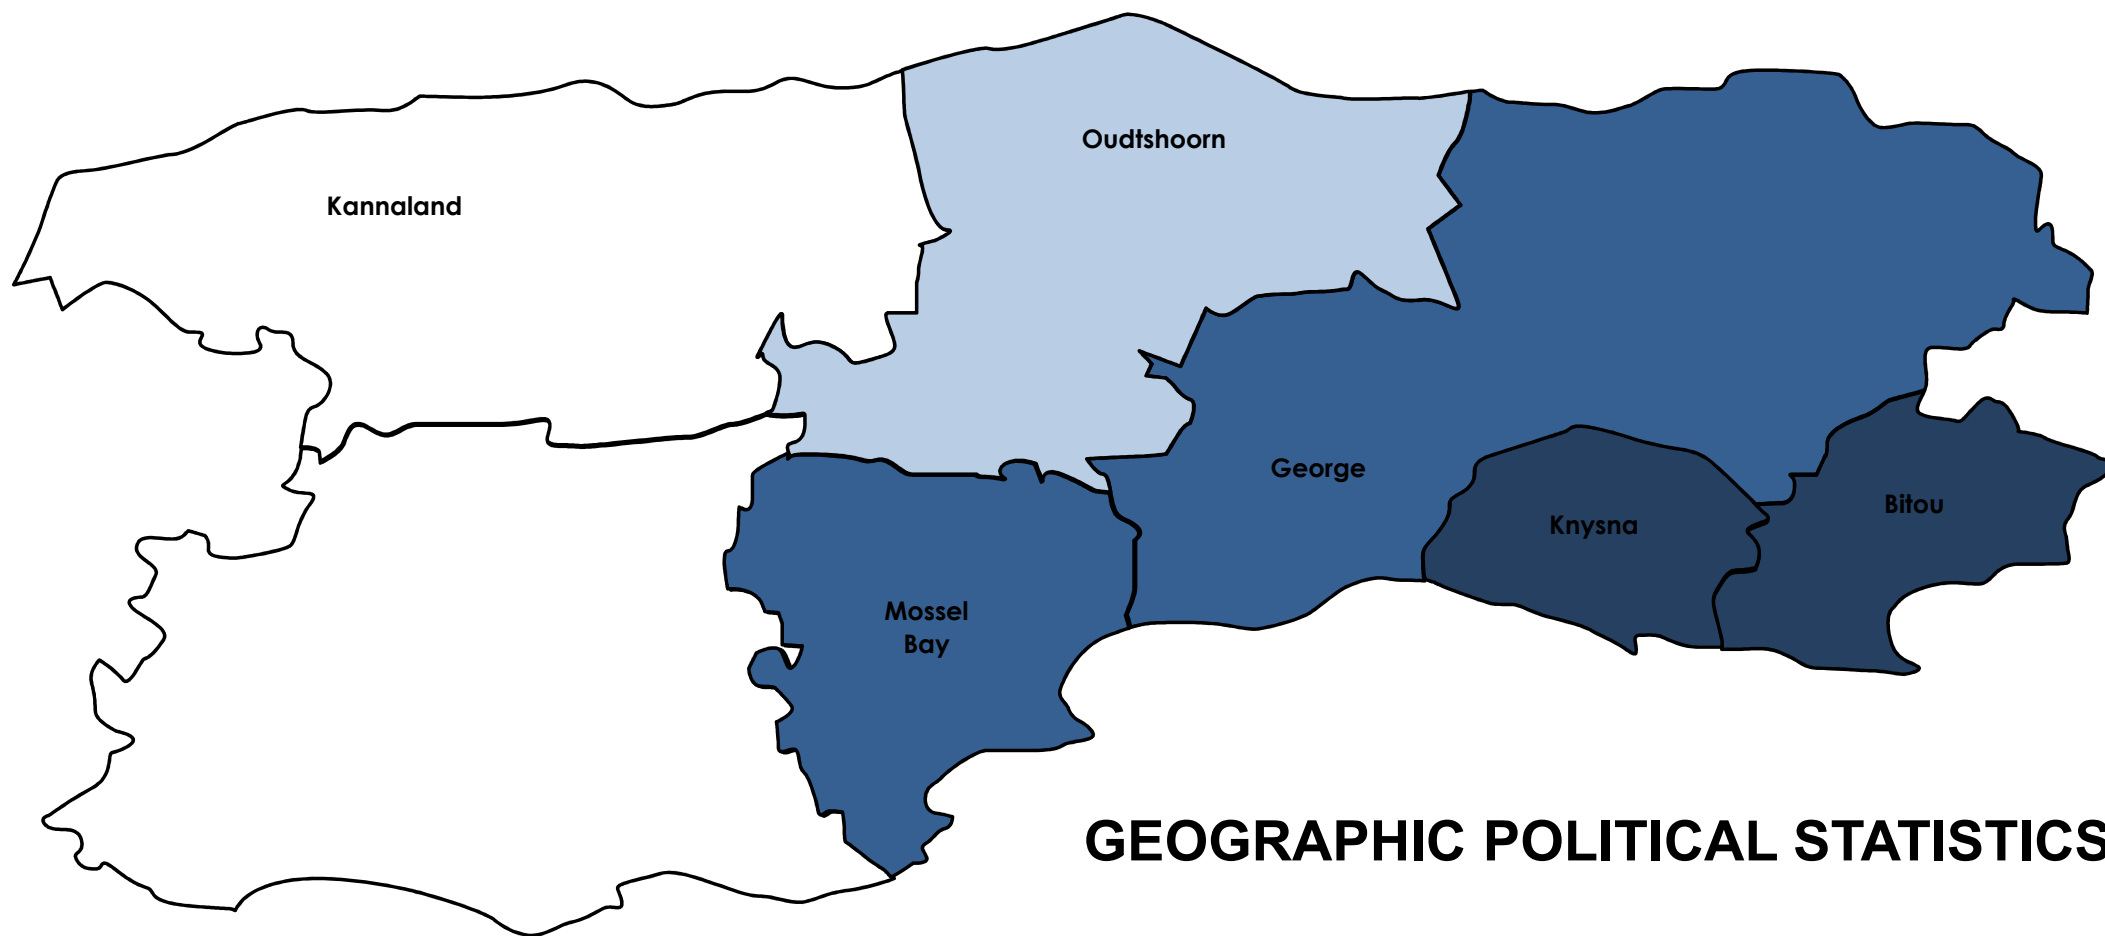 Oudtshoorn
Kannaland
George
Bitou
Knysna
Mossel
Bay
GEOGRAPHIC POLITICAL STATISTICS